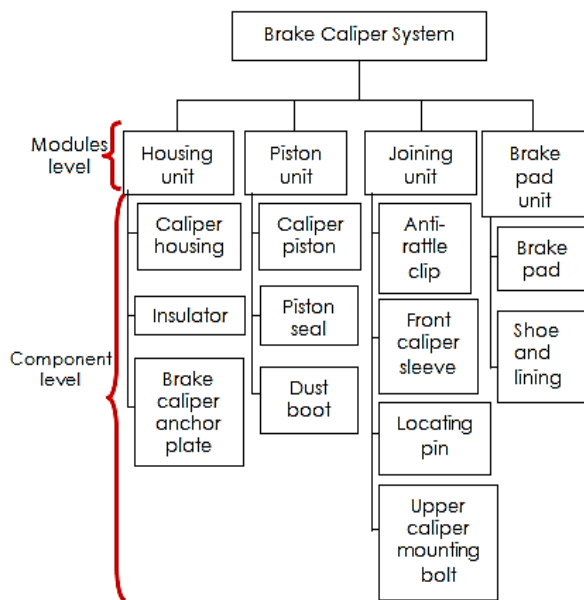 Brake Caliper System
Modules
level
Housing
unit
Piston
unit
Joining
unit
Brake
pad
unit
Component
level
Caliper
housing
Insulator
Brake
caliper
anchor
plate
Caliper
piston
Piston
seal
Dust
boot
Anti-
rattle
clip
Front
caliper
sleeve
Locating
pin
Upper
caliper
mounting
bolt
Brake
pad
Shoe
and
lining